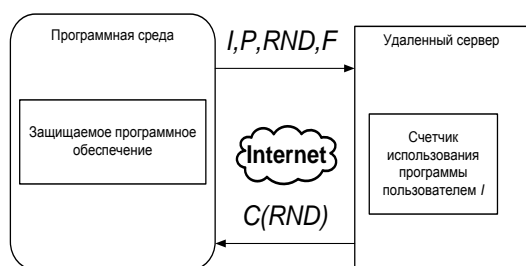 Программная среда
I,P,RND,F
Удаленный сервер
Защищаемое программное
обеспечение
Internet
Счетчик
использования
программы
пользователем I
C(RND)